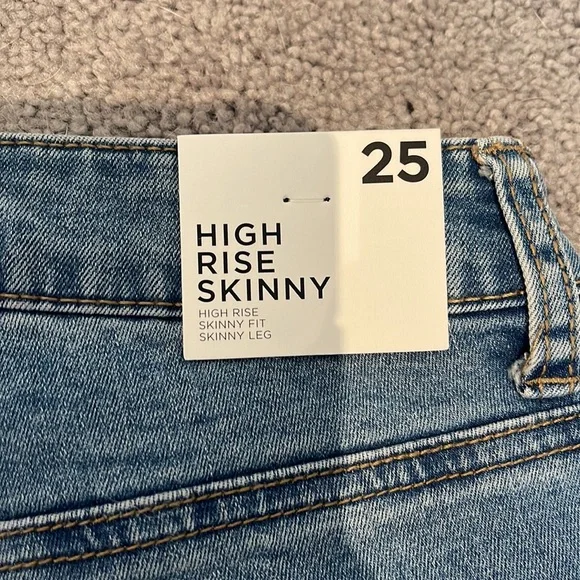 25
HIGH
RISE
SKINNY
HIGH RISE
SKINNY FIT
SKINNY LEG